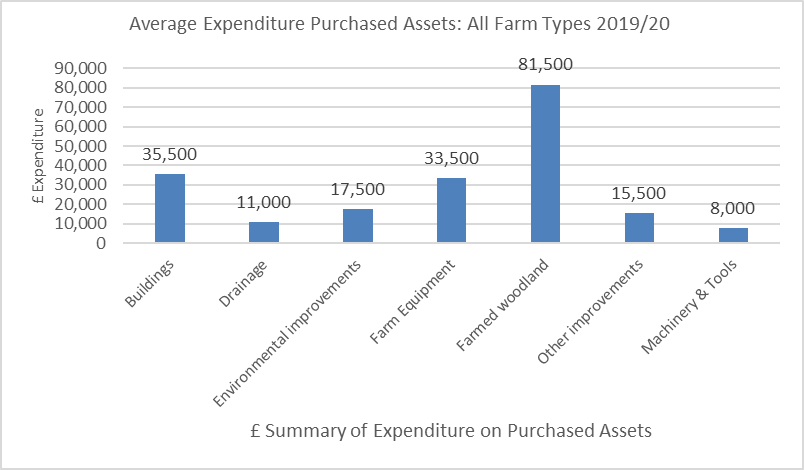 Average Expenditure Purchased Assets: All Farm Types 2019/20
£ Expenditure
90,000
80,000
70,000
60,000
50,000
40,000
30,000
20,000
10,000
0
35,500
11,000
17,500
33,500
81,500
15,500
8,000
Buildings
Drainage
Environmental improvements
Farm Equipment
Farmed woodland
Other improvements
Machinery & Tools
£ Summary of Expenditure on Purchased Assets